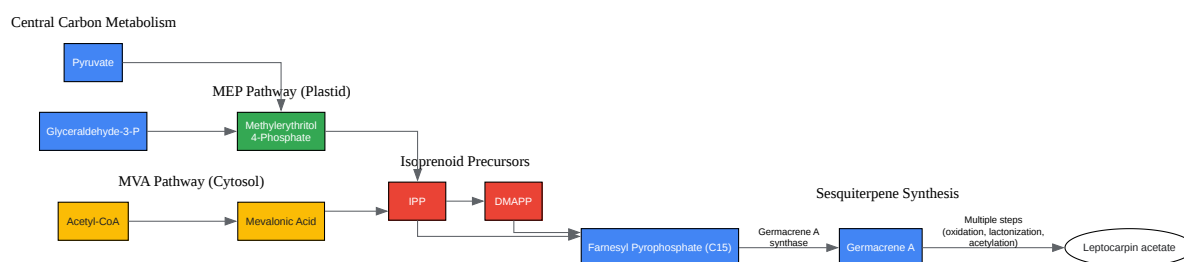 Central Carbon Metabolism
Pyruvate
MEP Pathway (Plastid)
Glyceraldehyde-3-P
Methylerythritol
4-Phosphate
Isoprenoid Precursors
MVA Pathway (Cytosol)
Acetyl-CoA
Mevalonic Acid
IPP
DMAPP
Sesquiterpene Synthesis
Farnesyl Pyrophosphate (C15)
Germacrene A
synthase
Germacrene A
Multiple steps
(oxidation, lactonization,
acetylation)
Leptocarpin acetate